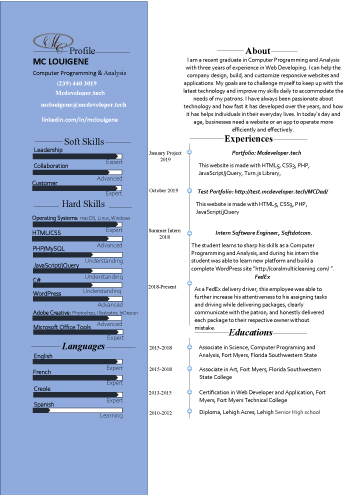 Profile
MC LOUIGENE
Computer Programming & Analysis
(239) 440 3019
Mcdeveloper.tech
mclouigene@mcdeveloper.tech
linkedin.com/in/mclouigene
Soft Skills
Leadership
Expert
Collaboration
Advanced
Customer
Expert
Hard Skills
Operating Systems: macOS, Linux, Windows
Expert
HTML/CSS
Advanced
PHP/MySQL
Understanding
JavaScript/jQuery
Understanding
C#
Understanding
WordPress
Advanced
Adobe Creative: Photoshop, Illustrator, InDesign
Advanced
Microsoft Office Tools
Expert
Languages
English
Expert
French
Expert
Creole
Expert
Spanish
Learning
About
I am a recent graduate in Computer Programming and Analysis
with three years of experience in Web Developing. I can help the
company design, build, and customize responsive websites and
applications. My goals are to challenge myself to keep up with the
latest technology and improve my skills daily to accommodate the
needs of my patrons. I have always been passionate about
technology and how fast it has developed over the years, and how
it has helps individuals in their everyday lives. In today's day and
age, businesses need a website or an app to operate more
efficiently and effectively.
Experiences
January Project
2019
Portfolio: Mcdeveloper.tech
This website is made with HTML5, CSS3, PHP,
JavaScript/jQuery, Turn.js Library,
October 2019
Test Portfolio: http://test.mcdeveloper.tech/MCDad/
This website is made with HTML5, CSS3, PHP,
JavaScript/jQuery
Summer Intern
2018
Intern Software Engineer, Softdotcom.
The student learns to sharp his skills as a Computer
Programming and Analysis, and during his intern the
student was able to learn new platform and build a
complete WordPress site "http:/icoralmulticleaning.com/ ".
FedEx
2018-Present
As a FedEx delivery driver, this employee was able to
further increase his attentiveness to his assigning tasks
and driving while delivering packages, clearly
communicate with the patron, and honestly delivered
each package to their respective owner without
mistake.
Educations
2015-2018
Associate in Science, Computer Programing and
Analysis, Fort Myers, Florida Southwestern State
2015-2018
Associate in Art, Fort Myers, Florida Southwestern
State College
2013-2015
Certification in Web Developer and Application, Fort
Myers, Fort Myers Technical College
2010-2012
Diploma, Lehigh Acres, Lehigh Senior High school